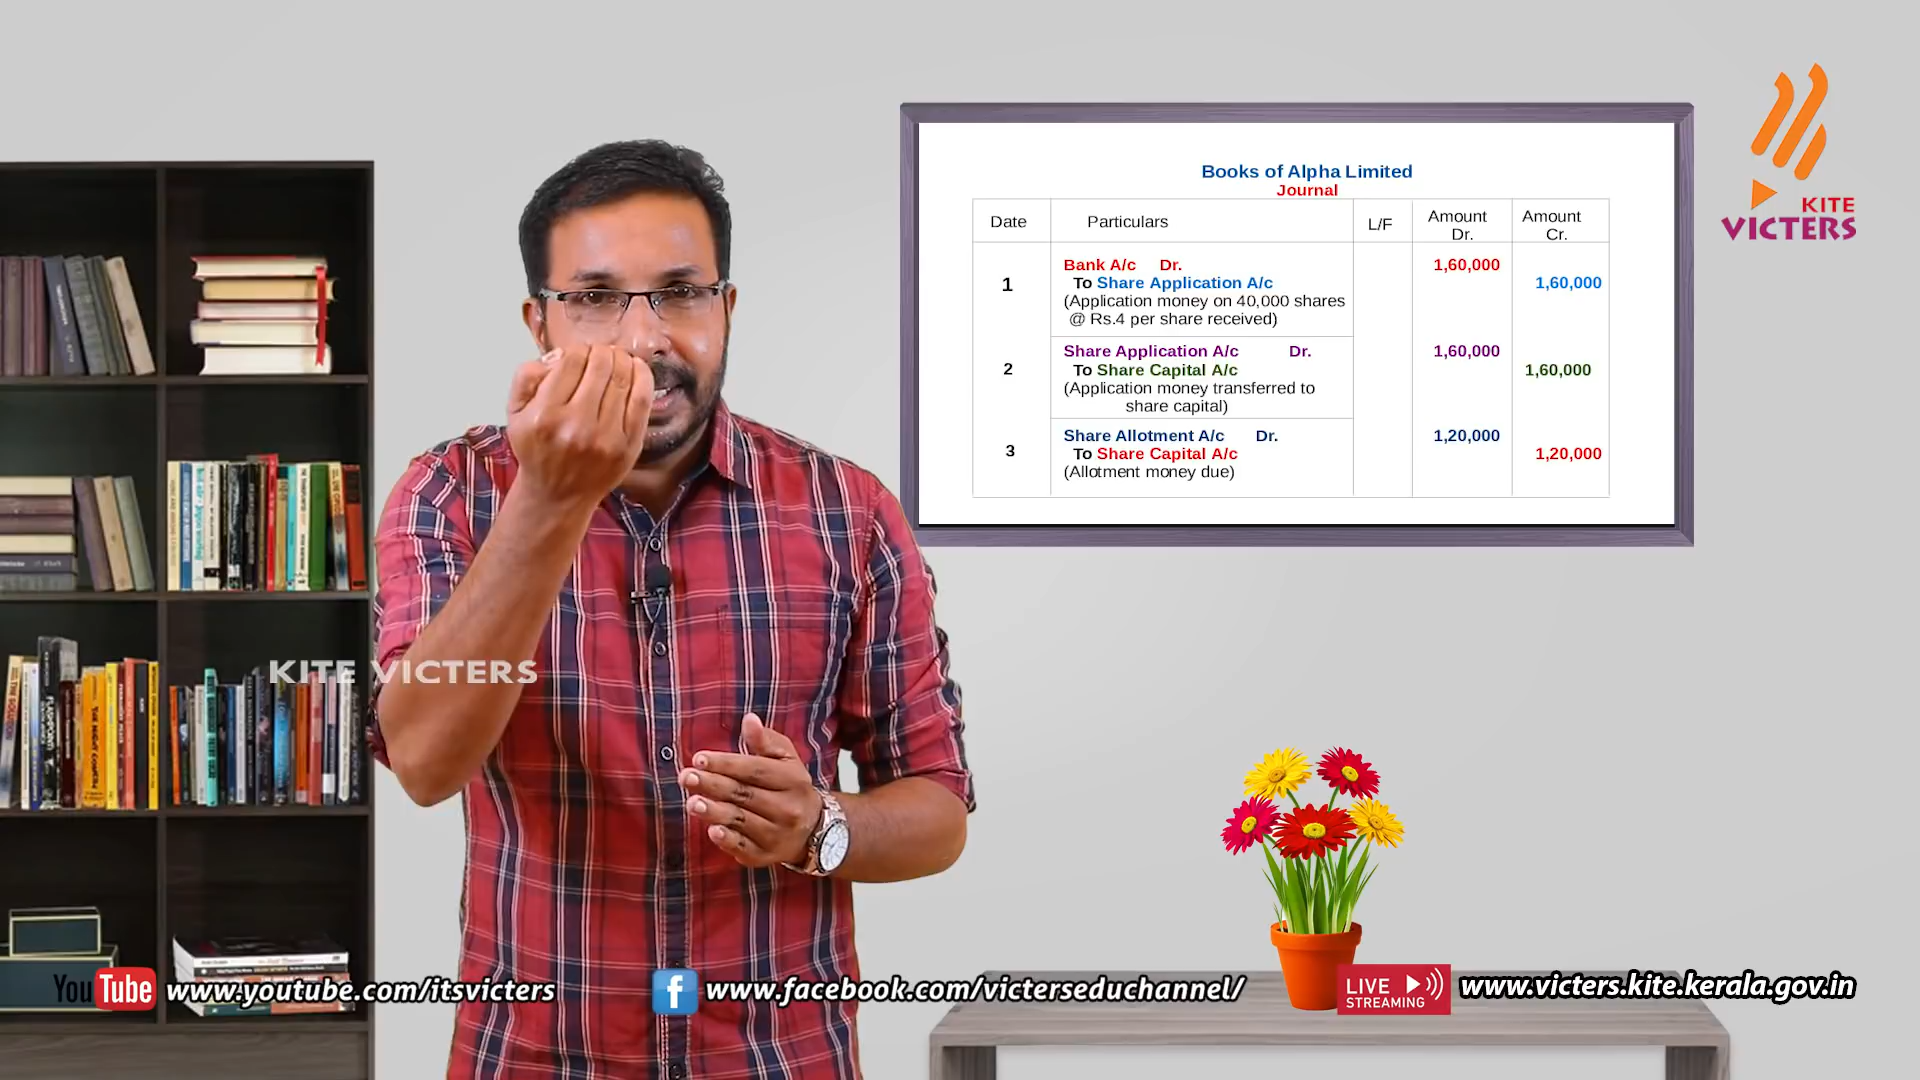 Books of Alpha Limited
Journal
Date Particulars L/F Amount Dr. Amount Cr.
1 Bank A/c Dr. 1,60,000
To Share Application A/c 1,60,000
(Application money on 40,000 shares
@ Rs.4 per share received)
2 Share Application A/c Dr. 1,60,000
To Share Capital A/c 1,60,000
(Application money transferred to
share capital)
3 Share Allotment A/c Dr. 1,20,000
To Share Capital A/c 1,20,000
(Allotment money due)
KITE
VICTERS
KITE VICTERS
YouTube www.youtube.com/itsvicters
f www.facebook.com/victerseduchannel/
LIVE
STREAMING
www.victers.kite.kerala.gov.in